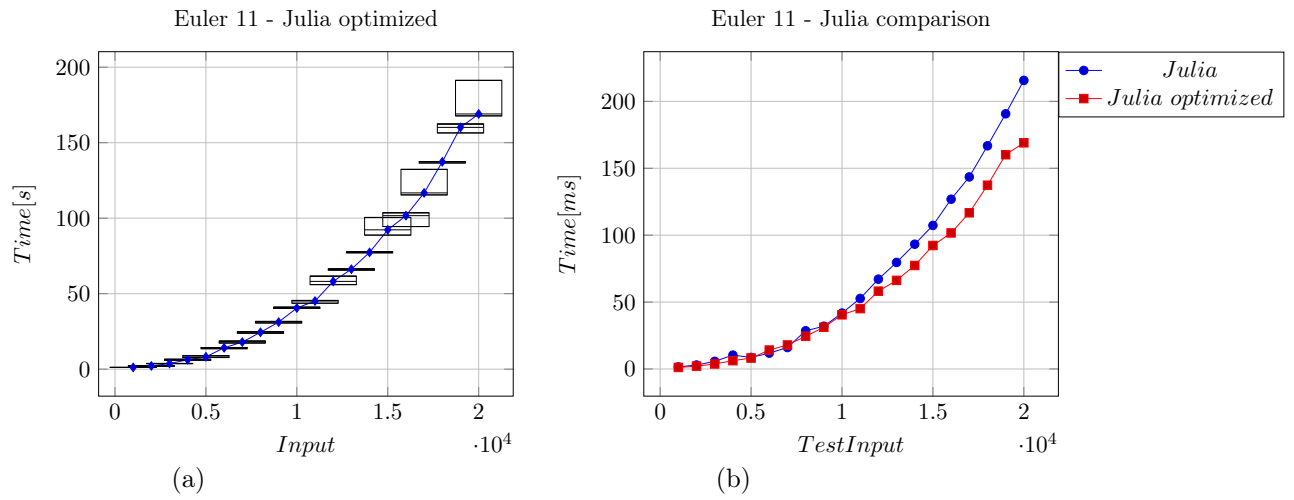 Euler 11 - Julia optimized
200
150
100
50
0
Time[s]
0
0.5
1
1.5
2
·10^4
Input
(a)
Euler 11 - Julia comparison
200
150
100
50
0
Time[ms]
0
0.5
1
1.5
2
·10^4
TestInput
Julia
Julia optimized
(b)